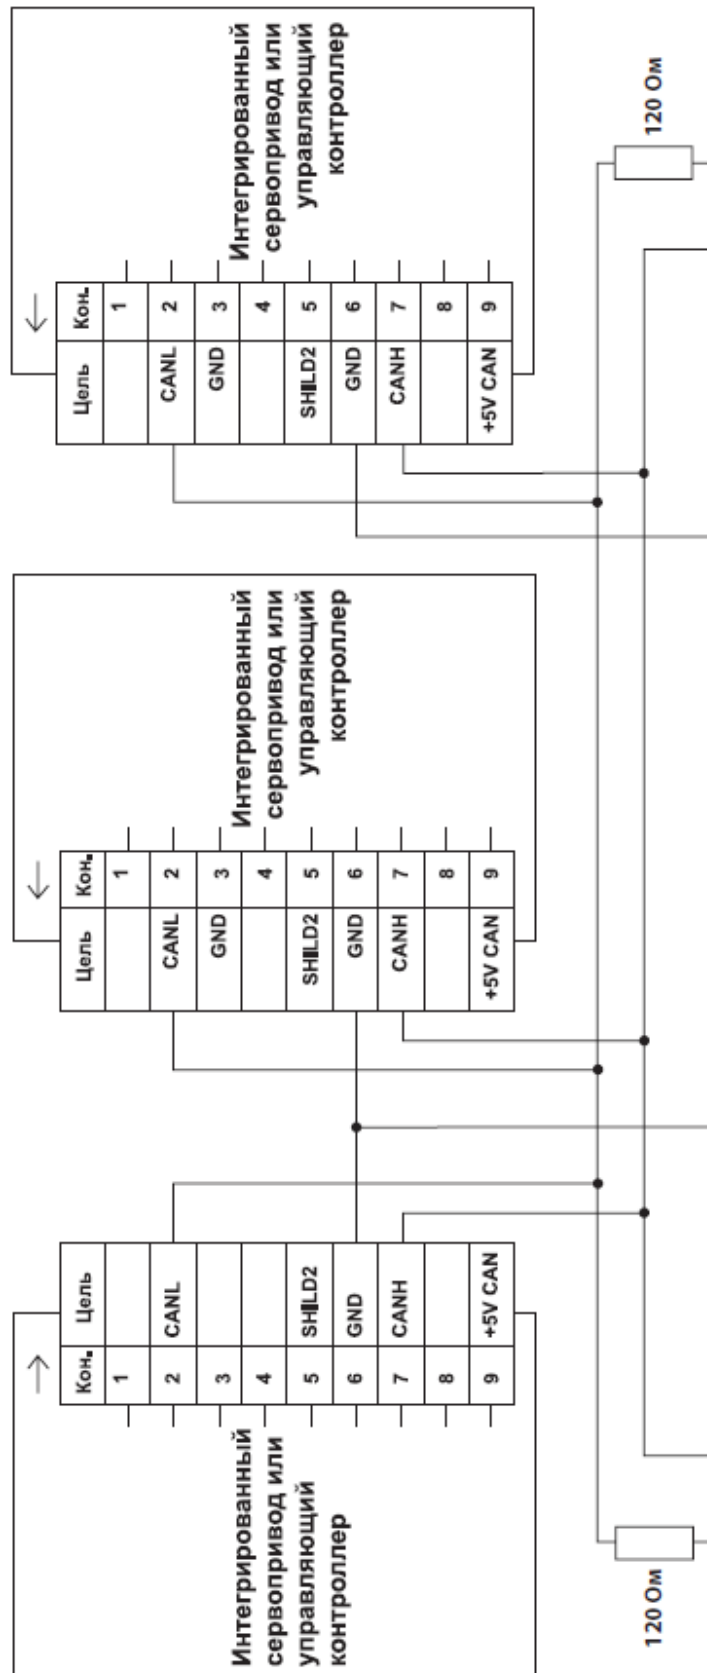 Интегрированный
сервопривод или
управляющий
контроллер
Кон. Цель
1
2 CANL
3
4
5 SHILD2
6 GND
7 CANH
8
9 +5V CAN
Цель Кон.
1
CANL 2
GND 3
4
SHILD2 5
GND 6
CANH 7
8
+5V CAN 9
Интегрированный
сервопривод или
управляющий
контроллер
Цель Кон.
1
CANL 2
GND 3
4
SHILD2 5
GND 6
CANH 7
8
+5V CAN 9
Интегрированный
сервопривод или
управляющий
контроллер
120 Ом
120 Ом